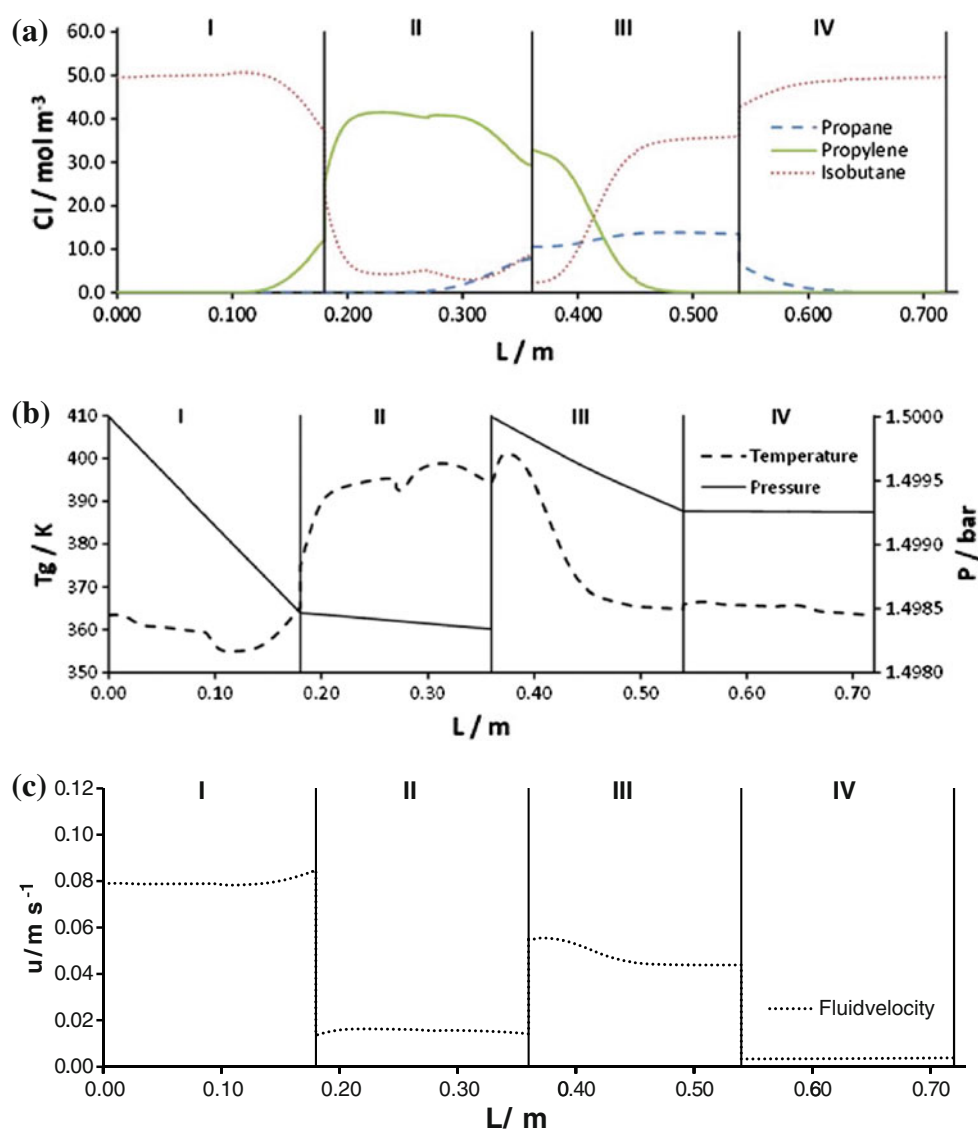 (a)
I II III IV
60.0
50.0
40.0
30.0
20.0
10.0
0.0
CI / mol m-3
Propane
Propylene
Isobutane
0.000 0.100 0.200 0.300 0.400 0.500 0.600 0.700
L / m
(b)
I II III IV
410
400
390
380
370
360
350
Tg / K
Temperature
Pressure
1.5000
1.4995
1.4990
1.4985
1.4980
P / bar
0.00 0.10 0.20 0.30 0.40 0.50 0.60 0.70
L / m
(c)
I II III IV
0.12
0.10
0.08
0.06
0.04
0.02
0.00
u/m s-1
Fluidvelocity
0.00 0.10 0.20 0.30 0.40 0.50 0.60 0.70
L/ m